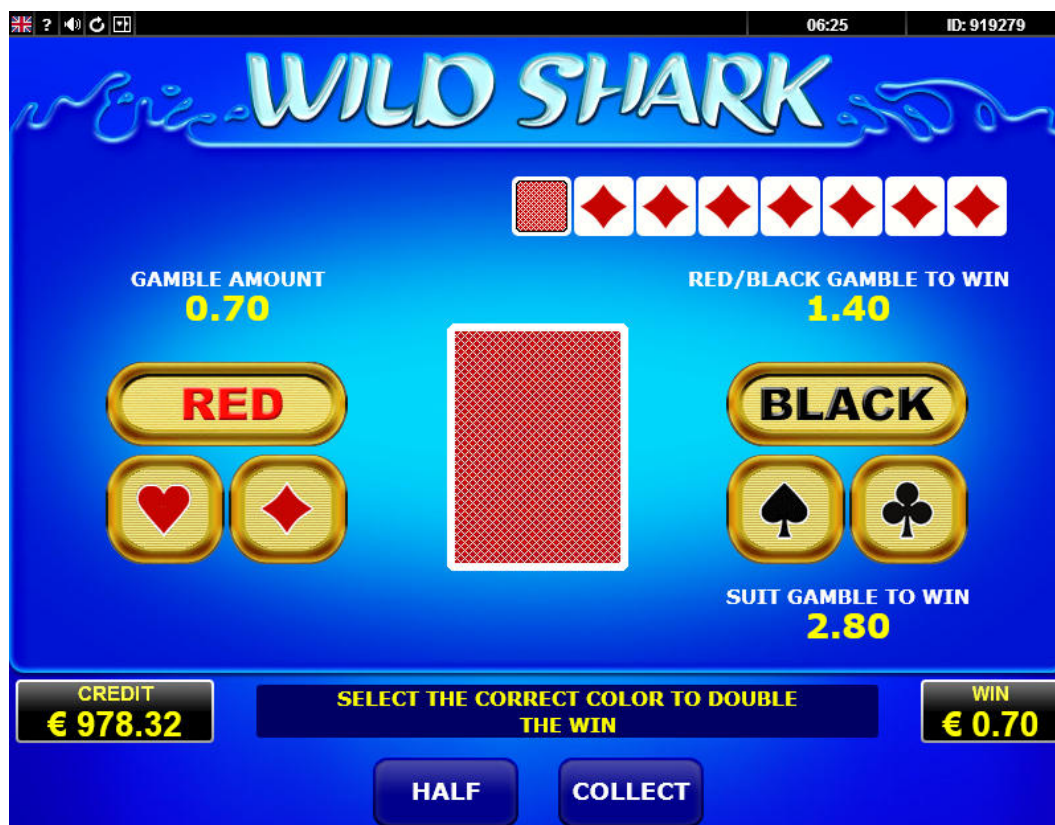 ?
06:25
ID: 919279
WILD SHARK
GAMBLE AMOUNT
0.70
RED/BLACK GAMBLE TO WIN
1.40
RED
BLACK
SUIT GAMBLE TO WIN
2.80
CREDIT
€ 978.32
SELECT THE CORRECT COLOR TO DOUBLE
THE WIN
WIN
€ 0.70
HALF
COLLECT